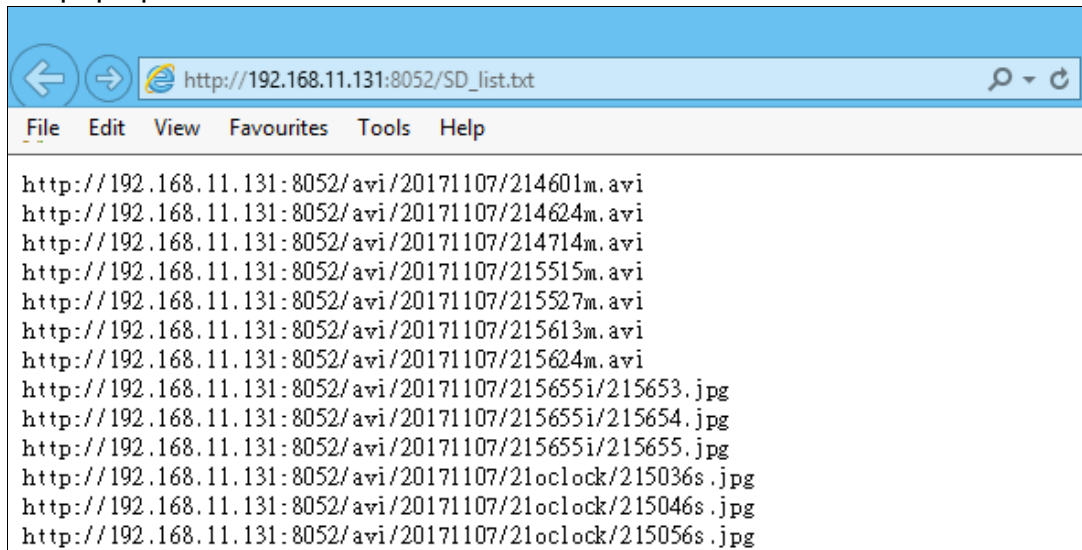 http://192.168.11.131:8052/SD_list.txt
File Edit View Favourites Tools Help
http://192.168.11.131:8052/avi/20171107/214601m.avi
http://192.168.11.131:8052/avi/20171107/214624m.avi
http://192.168.11.131:8052/avi/20171107/214714m.avi
http://192.168.11.131:8052/avi/20171107/215515m.avi
http://192.168.11.131:8052/avi/20171107/215527m.avi
http://192.168.11.131:8052/avi/20171107/215613m.avi
http://192.168.11.131:8052/avi/20171107/215624m.avi
http://192.168.11.131:8052/avi/20171107/215655i/215653.jpg
http://192.168.11.131:8052/avi/20171107/215655i/215654.jpg
http://192.168.11.131:8052/avi/20171107/215655i/215655.jpg
http://192.168.11.131:8052/avi/20171107/21oclock/215036s.jpg
http://192.168.11.131:8052/avi/20171107/21oclock/215046s.jpg
http://192.168.11.131:8052/avi/20171107/21oclock/215056s.jpg